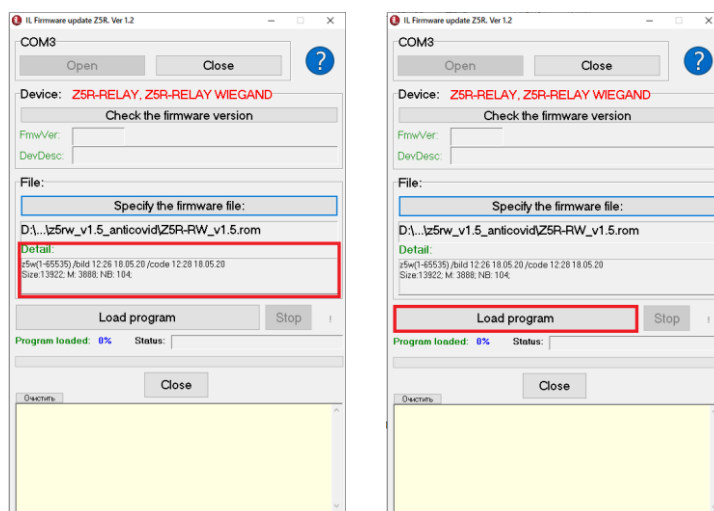 IL Firmware update Z5R. Ver 1.2
COM3
Open Close
?
Device: Z5R-RELAY, Z5R-RELAY WIEGAND
Check the firmware version
FmwVer:
DevDesc:
File:
Specify the firmware file:
D:\...\z5rw_v1.5_anticovid\Z5R-RW_v1.5.rom
Detail:
z5w(1-65535) /bild 12:26 18.05.20 /code 12:28 18.05.20
Size:13922; M: 3888; NB: 104;
Load program Stop !
Program loaded: 0% Status:
Close
Очистить
IL Firmware update Z5R. Ver 1.2
COM3
Open Close
?
Device: Z5R-RELAY, Z5R-RELAY WIEGAND
Check the firmware version
FmwVer:
DevDesc:
File:
Specify the firmware file:
D:\...\z5rw_v1.5_anticovid\Z5R-RW_v1.5.rom
Detail:
z5w(1-65535) /bild 12:26 18.05.20 /code 12:28 18.05.20
Size:13922; M: 3888; NB: 104;
Load program Stop !
Program loaded: 0% Status:
Close
Очистить